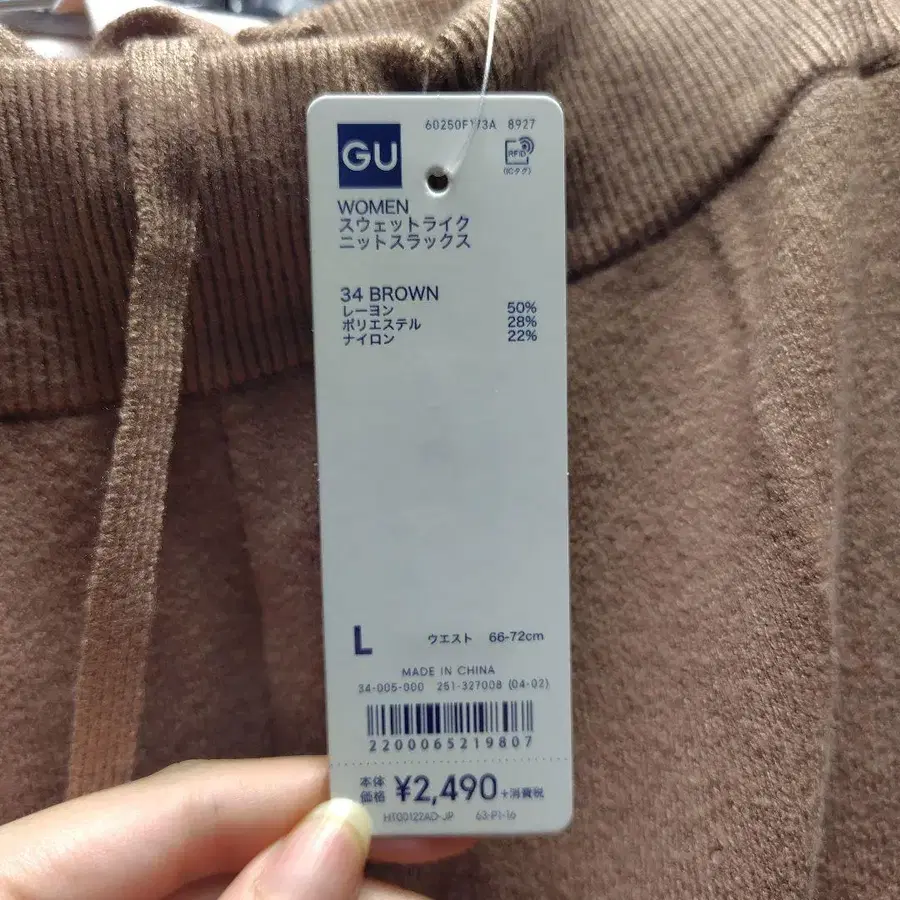 60250F173A 8927
GU
RFID
(ICタグ)
WOMEN
スウェットライク
ニットスラックス
34 BROWN
レーヨン 50%
ポリエステル 28%
ナイロン 22%
L ウエスト 66-72cm
MADE IN CHINA
34-005-000 251-327008 (04-02)
2200065219807
本体価格 ¥2,490 +消費税
HT00122AD-JP 63-P1-16